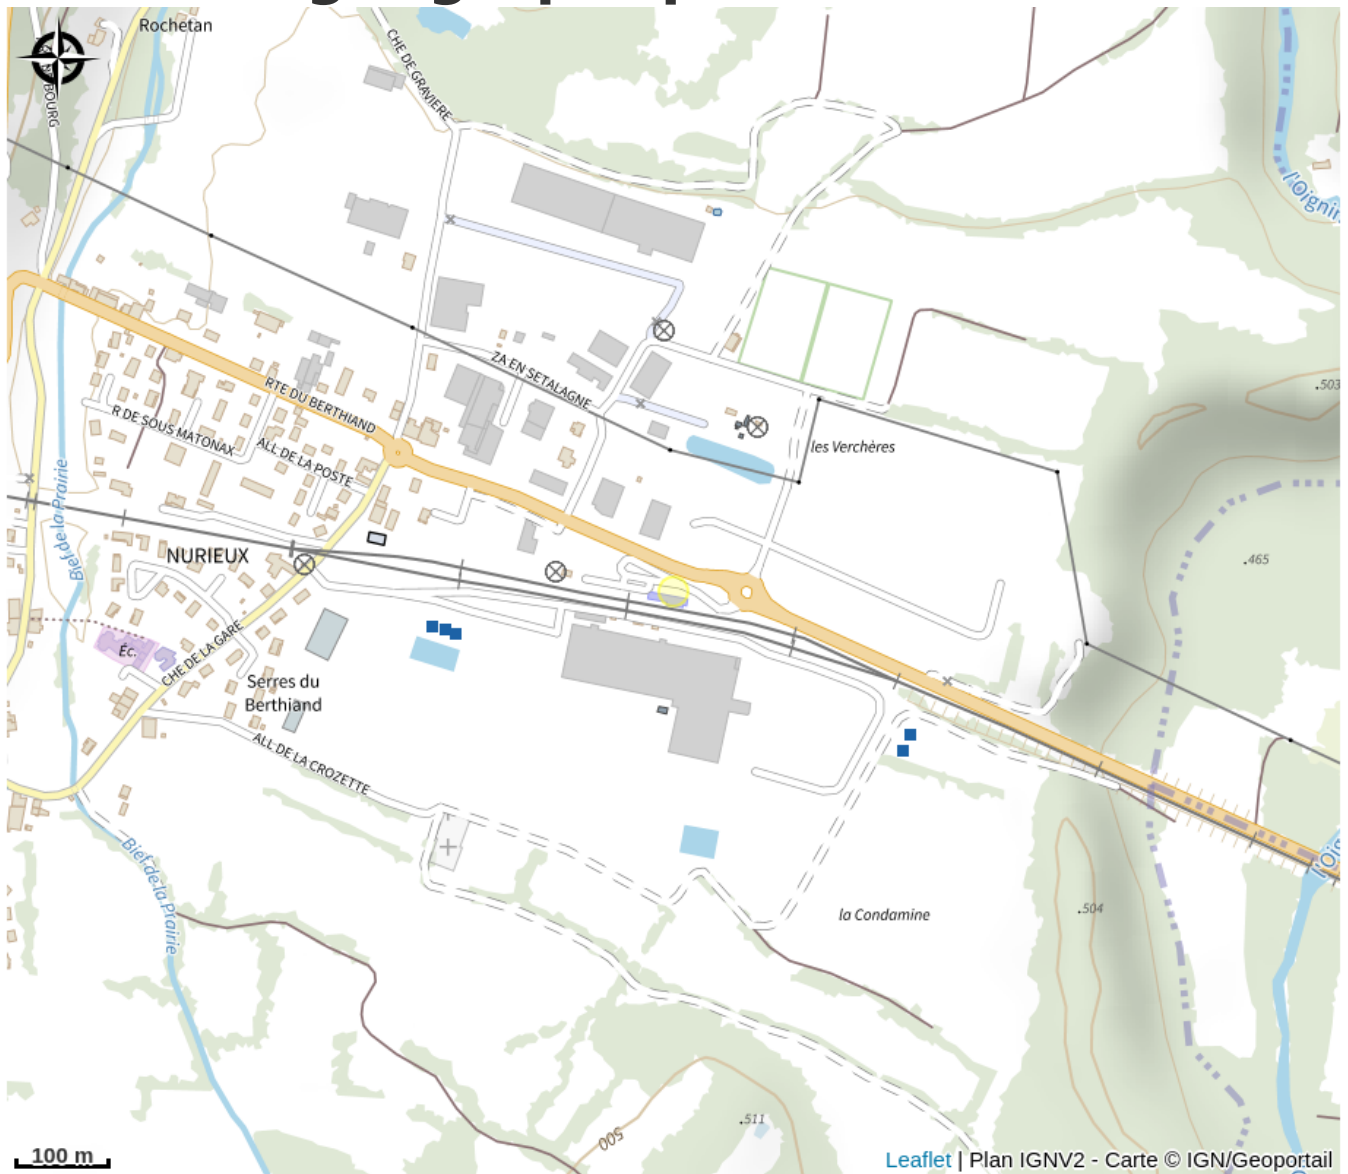 Rochetan
CHE DE GRAVIERE
l'Oignin
ZA EN SETALAGNE
RTE DU BERTHIAND
R DE SOUS MATONAX
ALL DE LA POSTE
.503
les Verchères
Bief de la Prairie
NURIEUX
.465
Éc.
CHE DE LA GARE
Serres du
Berthiand
ALL DE LA CROZETTE
Bief de la Prairie
la Condamine
.504
.511
500
100 m
Leaflet | Plan IGNV2 - Carte © IGN/Geoportail